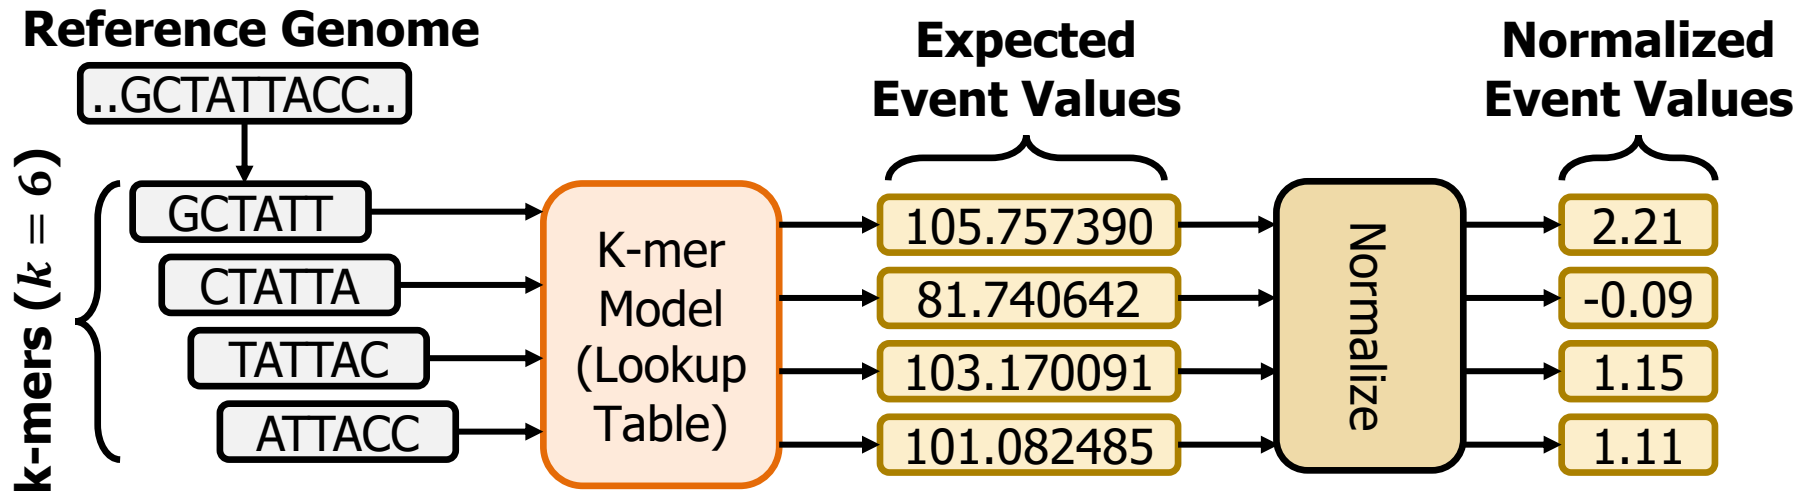 Reference Genome
..GCTATTACC..
k-mers (k = 6)
GCTATT
CTATTA
TATTAC
ATTACC
K-mer
Model
(Lookup
Table)
Expected
Event Values
105.757390
81.740642
103.170091
101.082485
Normalize
Normalized
Event Values
2.21
-0.09
1.15
1.11